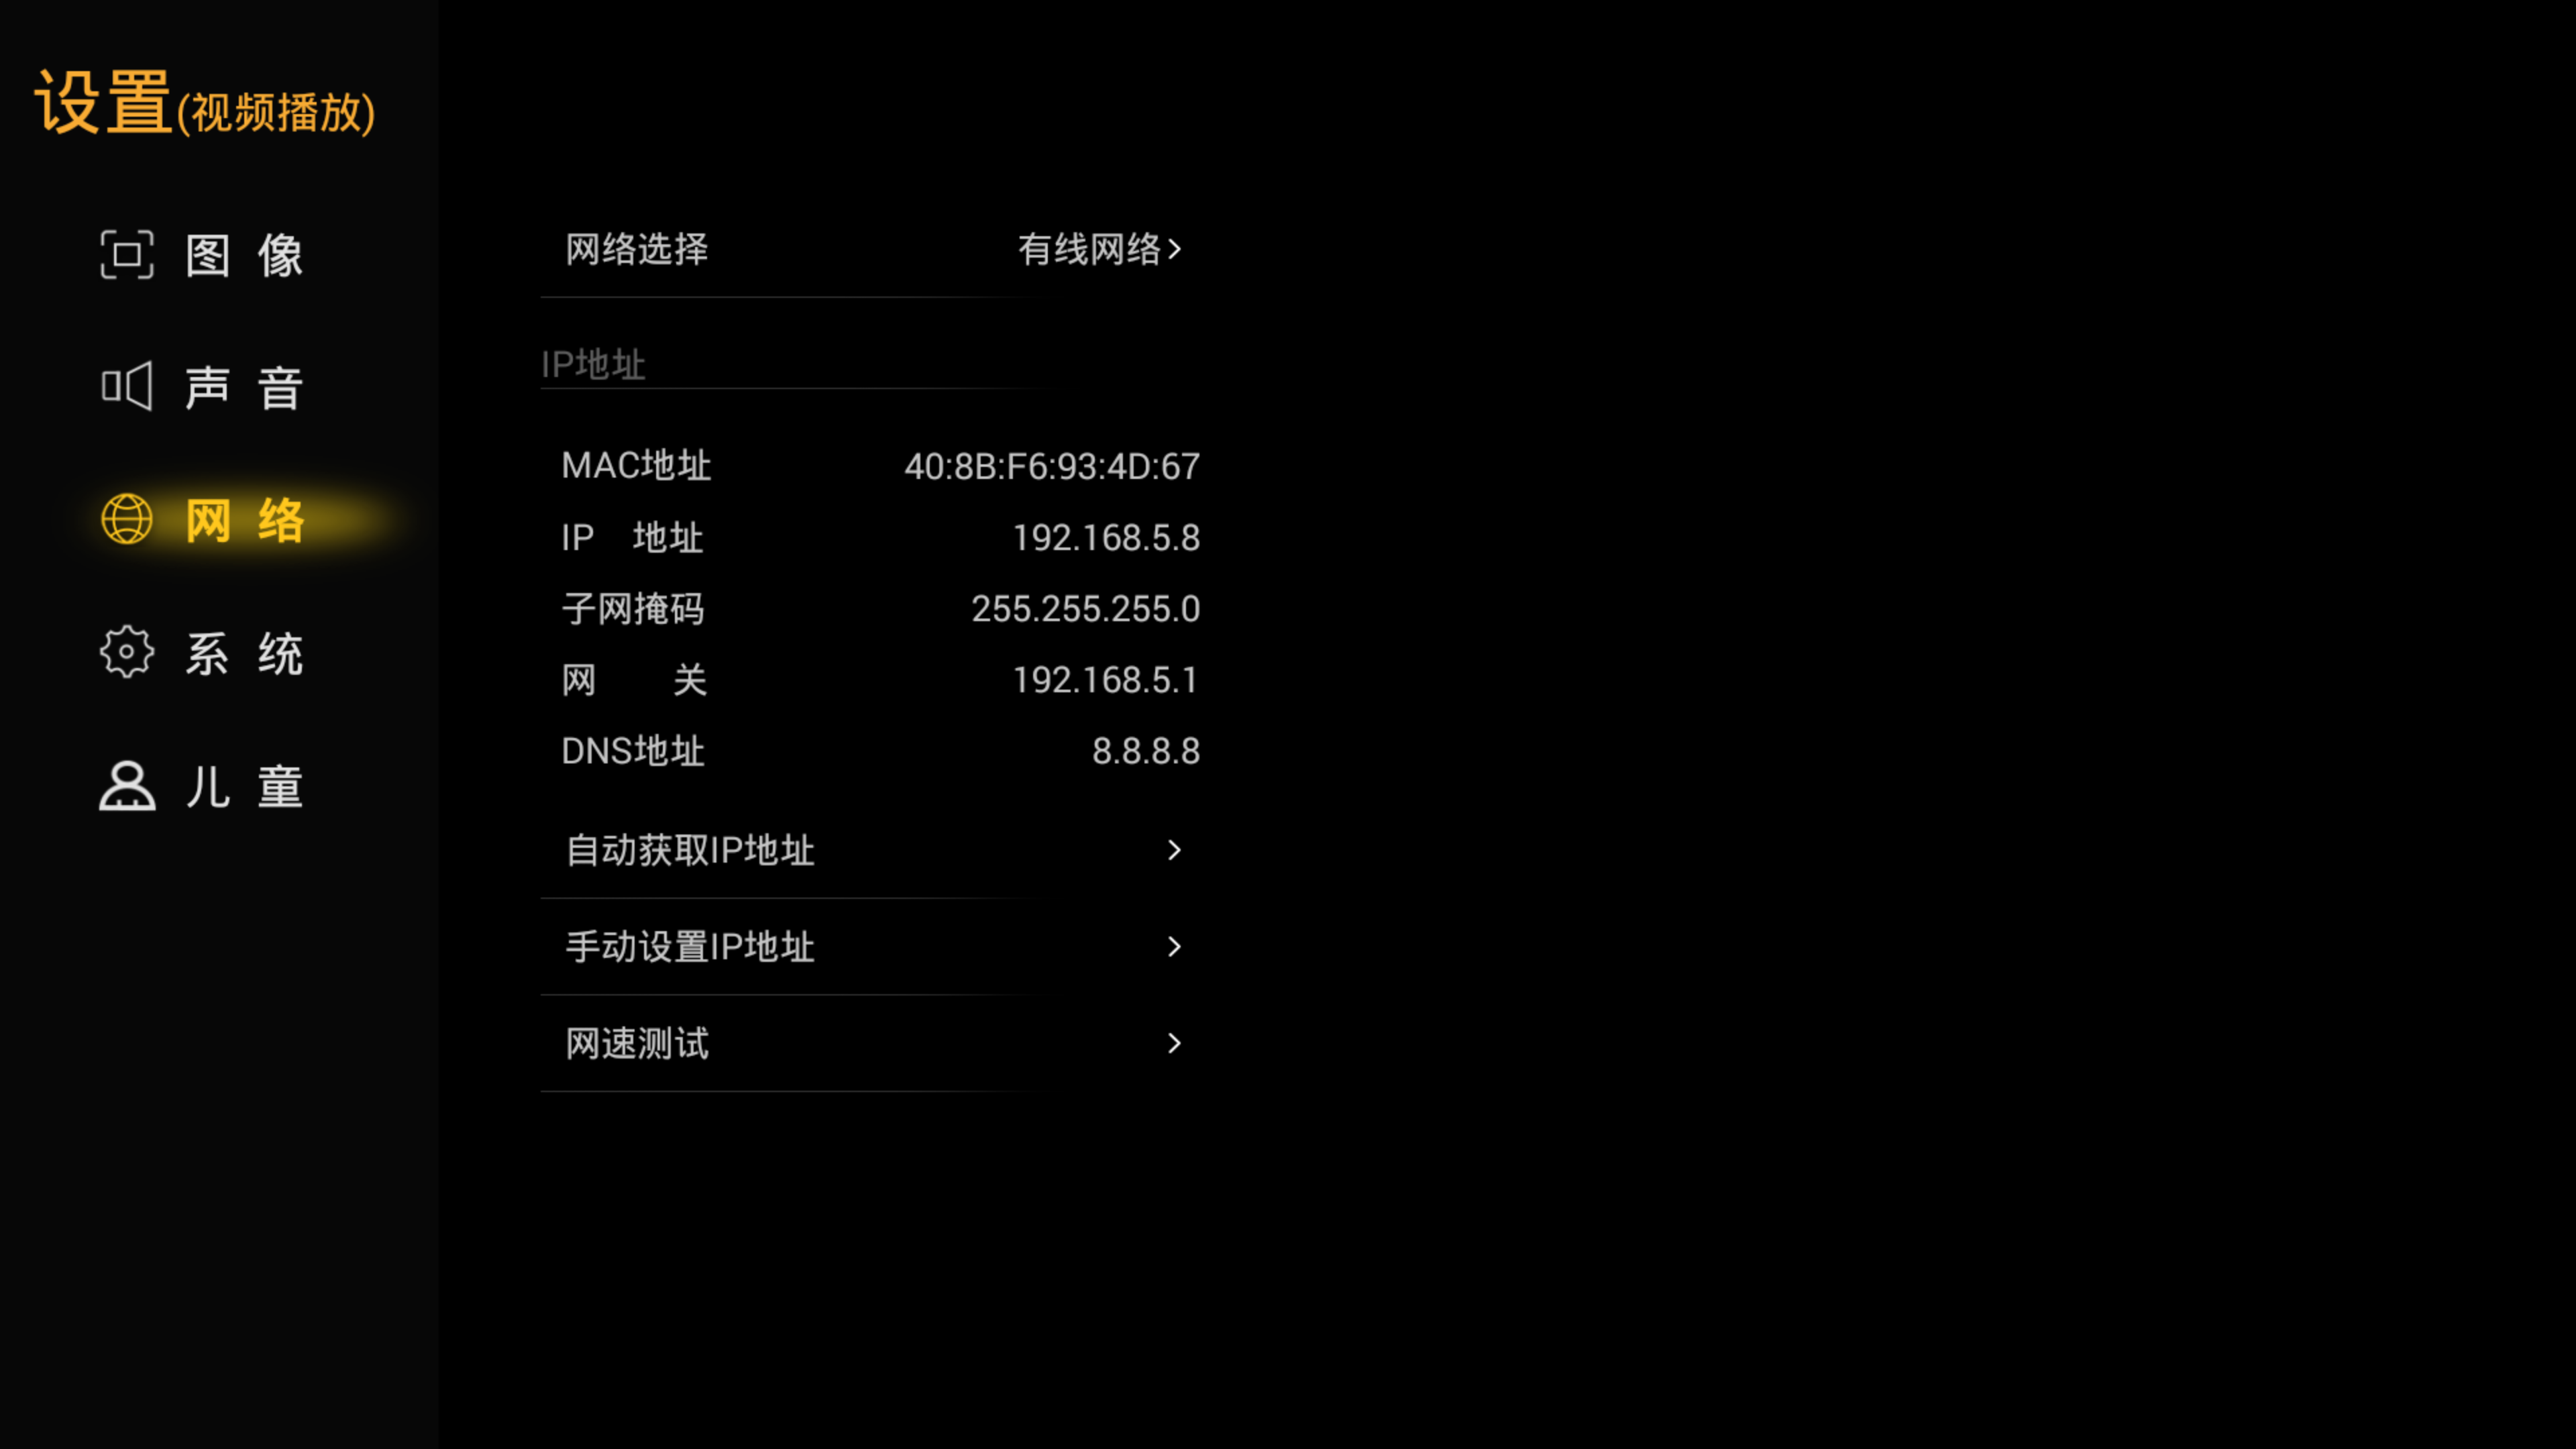 设置(视频播放)
图 像
声 音
网 络
系 统
儿 童
网络选择 有线网络
IP地址
MAC地址 40:8B:F6:93:4D:67
IP 地址 192.168.5.8
子网掩码 255.255.255.0
网 关 192.168.5.1
DNS地址 8.8.8.8
自动获取IP地址
手动设置IP地址
网速测试